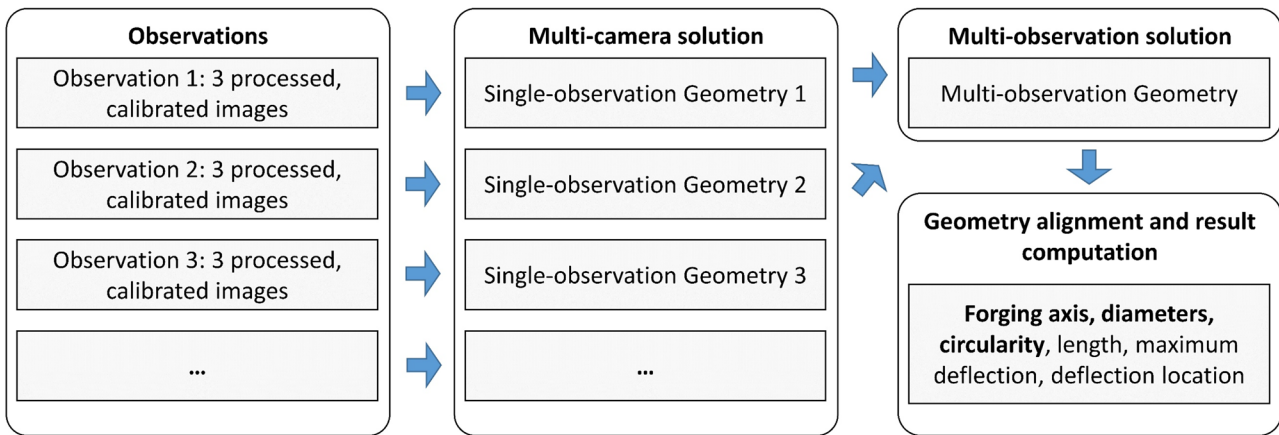 Observations
Observation 1: 3 processed,
calibrated images
Observation 2: 3 processed,
calibrated images
Observation 3: 3 processed,
calibrated images
...
Multi-camera solution
Single-observation Geometry 1
Single-observation Geometry 2
Single-observation Geometry 3
...
Multi-observation solution
Multi-observation Geometry
Geometry alignment and result
computation
Forging axis, diameters,
circularity, length, maximum
deflection, deflection location